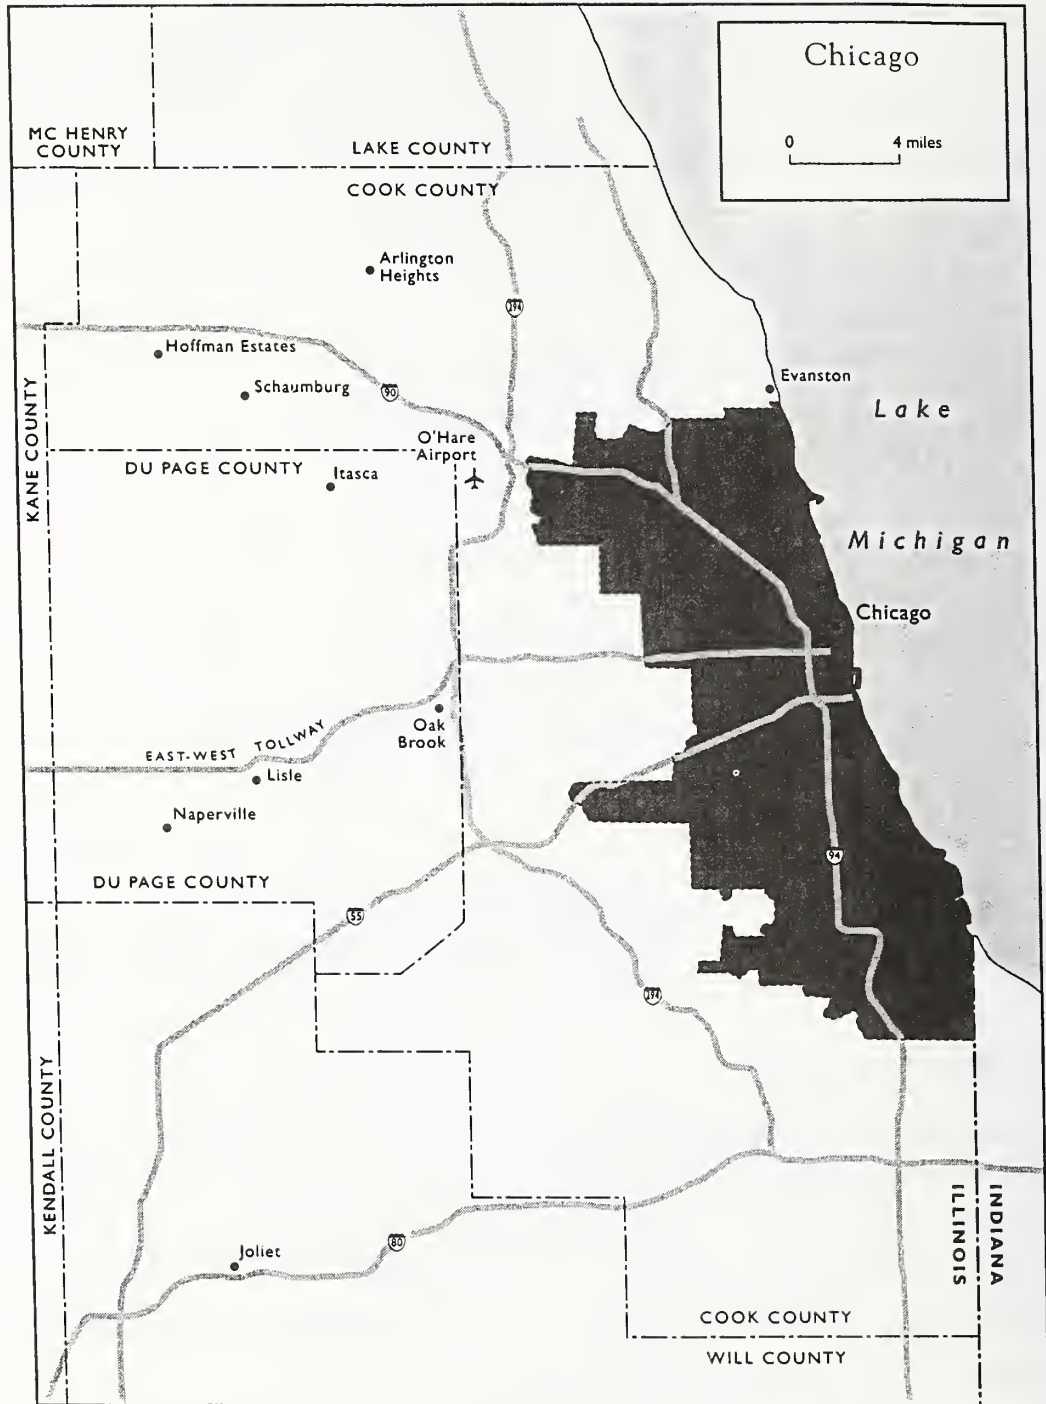 Chicago
0 4 miles
MC HENRY
COUNTY
LAKE COUNTY
COOK COUNTY
Arlington
Heights
294
Hoffman Estates
Schaumburg
90
Evanston
Lake
KANE COUNTY
O'Hare
Airport
DU PAGE COUNTY
Itasca
Michigan
Chicago
Oak
Brook
EAST-WEST TOLLWAY
Lisle
Naperville
94
DU PAGE COUNTY
55
294
KENDALL COUNTY
ILLINOIS
INDIANA
80
Joliet
COOK COUNTY
WILL COUNTY